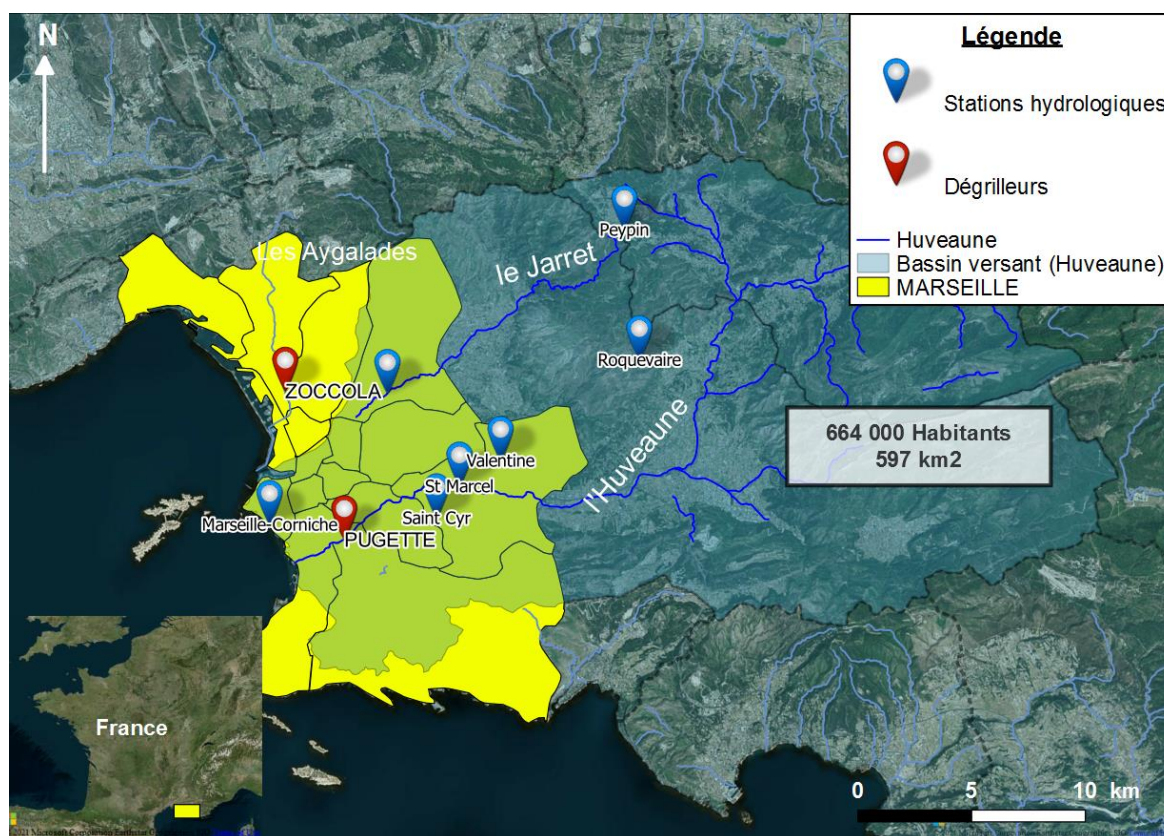 N
Légende
Stations hydrologiques
Dégrilleurs
Huveaune
Bassin versant (Huveaune)
MARSEILLE
Peypin
Les Aygalades
le Jarret
Roquevaire
ZOCCOLA
l'Huveaune
664 000 Habitants
597 km2
Valentine
St Marcel
Saint Cyr
Marseille-Corniche
PUGETTE
France
0 5 10 km